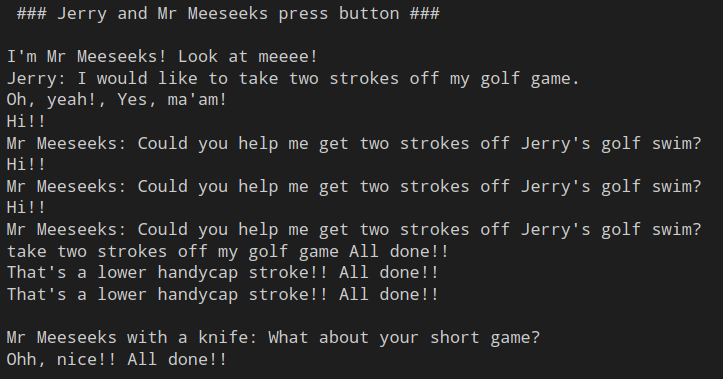 ### Jerry and Mr Meeseeks press button ###
I'm Mr Meeseeks! Look at meeee!
Jerry: I would like to take two strokes off my golf game.
Oh, yeah!, Yes, ma'am!
Hi!!
Mr Meeseeks: Could you help me get two strokes off Jerry's golf swim?
Hi!!
Mr Meeseeks: Could you help me get two strokes off Jerry's golf swim?
Hi!!
Mr Meeseeks: Could you help me get two strokes off Jerry's golf swim?
take two strokes off my golf game All done!!
That's a lower handycap stroke!! All done!!
That's a lower handycap stroke!! All done!!
Mr Meeseeks with a knife: What about your short game?
Ohh, nice!! All done!!